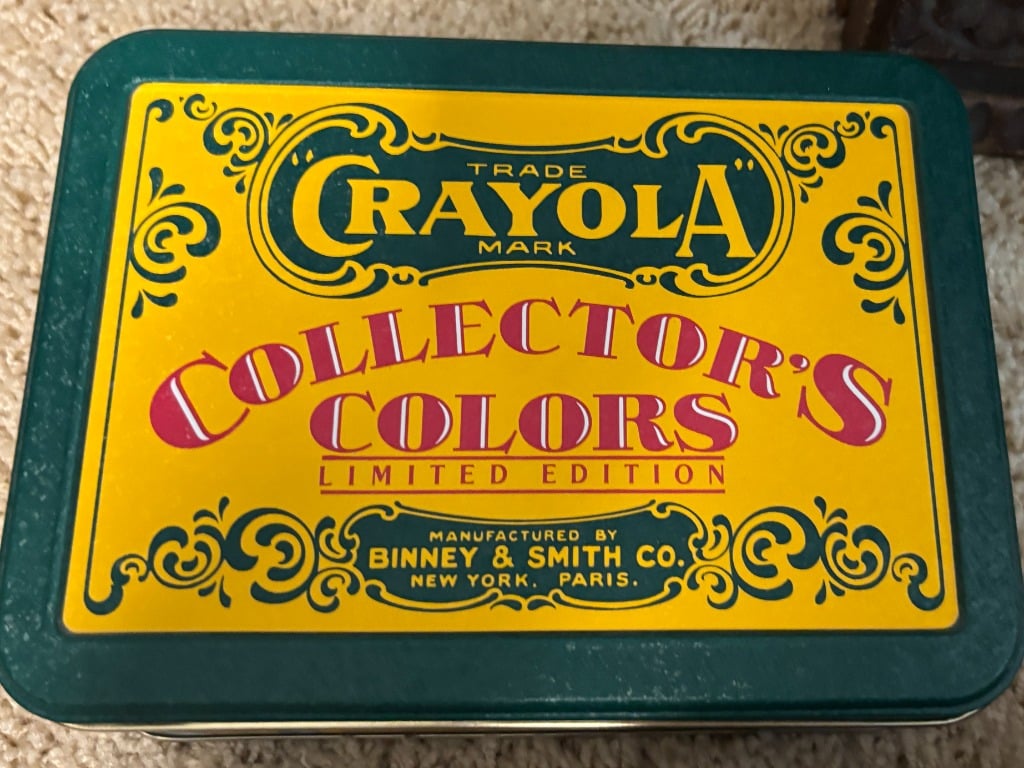 TRADE
"CRAYOLA"
MARK
COLLECTOR'S
COLORS
LIMITED EDITION
MANUFACTURED BY
BINNEY & SMITH CO.
NEW YORK. PARIS.